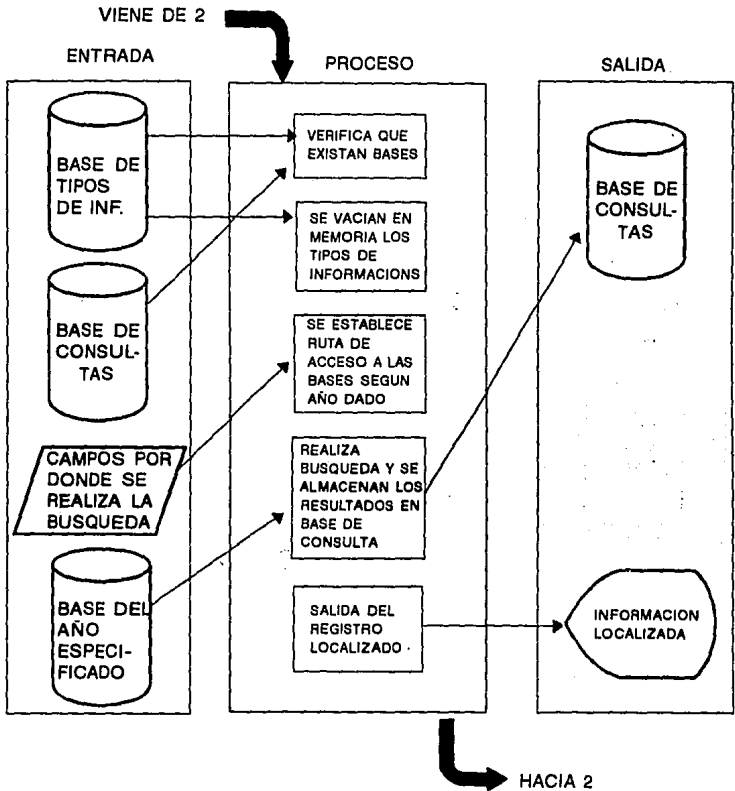 VIENE DE 2
ENTRADA
PROCESO
SALIDA
BASE DE
TIPOS
DE INF.
BASE DE
CONSUL-
TAS
CAMPOS POR
DONDE SE
REALIZA LA
BUSQUEDA
BASE DEL
AÑO
ESPECI-
FICADO
VERIFICA QUE
EXISTAN BASES
SE VACIAN EN
MEMORIA LOS
TIPOS DE
INFORMACIONS
SE ESTABLECE
RUTA DE
ACCESO A LAS
BASES SEGUN
AÑO DADO
REALIZA
BUSQUEDA Y SE
ALMACENAN LOS
RESULTADOS EN
BASE DE
CONSULTA
SALIDA DEL
REGISTRO
LOCALIZADO
BASE DE
CONSUL-
TAS
INFORMACION
LOCALIZADA
HACIA 2